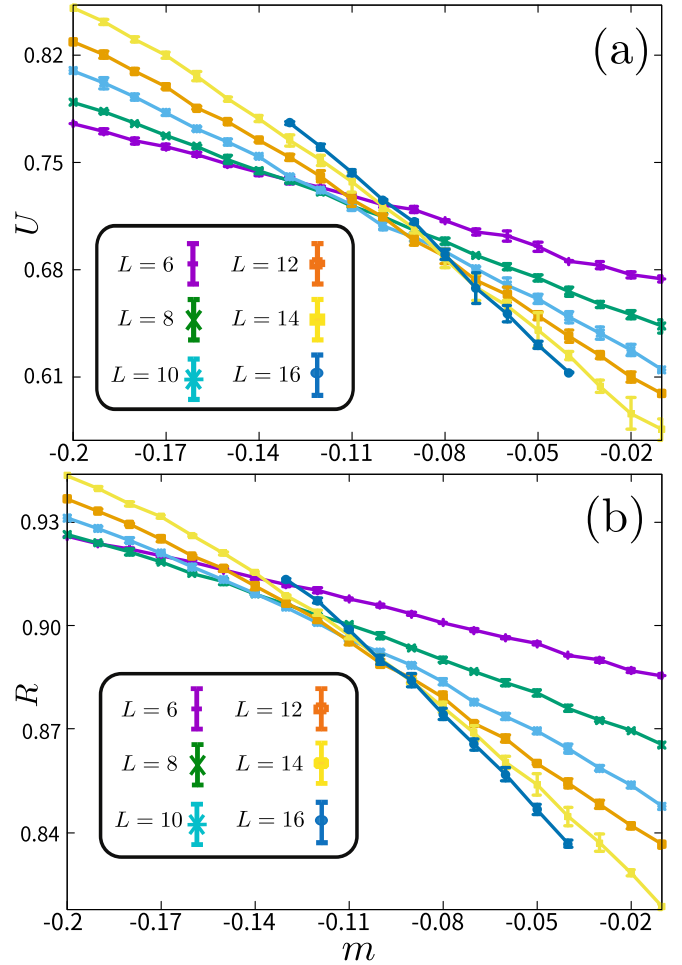 (a)
0.82
0.75
0.68
0.61
U
L = 6 L = 12
L = 8 L = 14
L = 10 L = 16
-0.2 -0.17 -0.14 -0.11 -0.08 -0.05 -0.02
(b)
0.93
0.90
0.87
0.84
R
L = 6 L = 12
L = 8 L = 14
L = 10 L = 16
-0.2 -0.17 -0.14 -0.11 -0.08 -0.05 -0.02
m